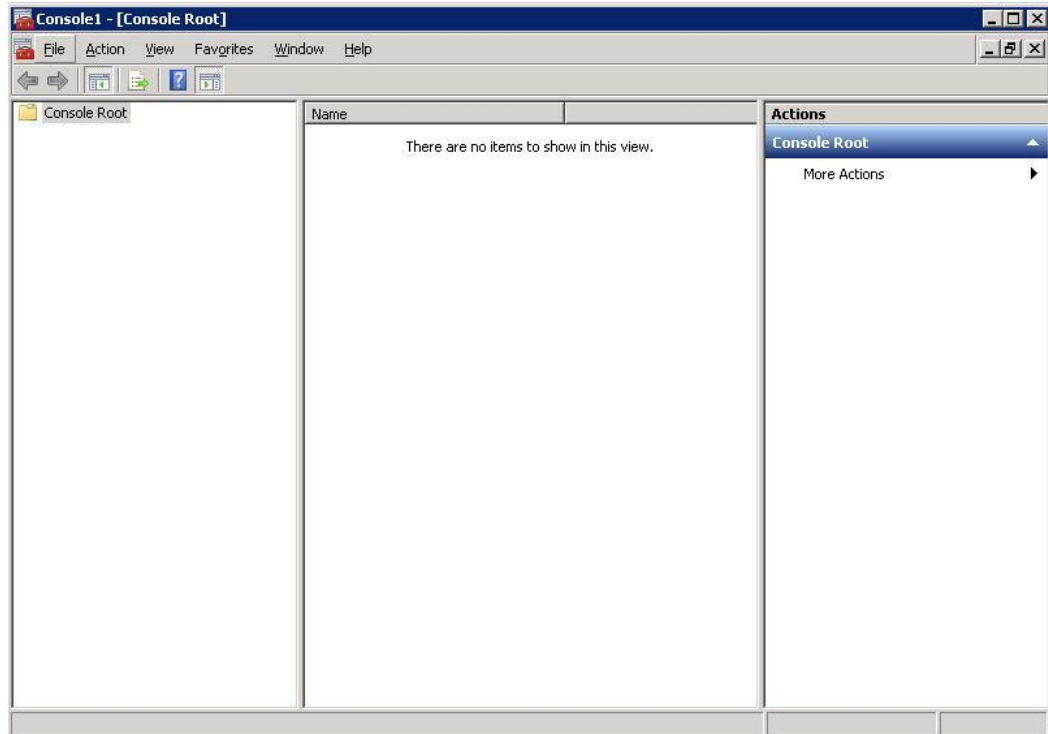 Console1 - [Console Root]
File Action View Favorites Window Help
Console Root
Name
There are no items to show in this view.
Actions
Console Root
More Actions